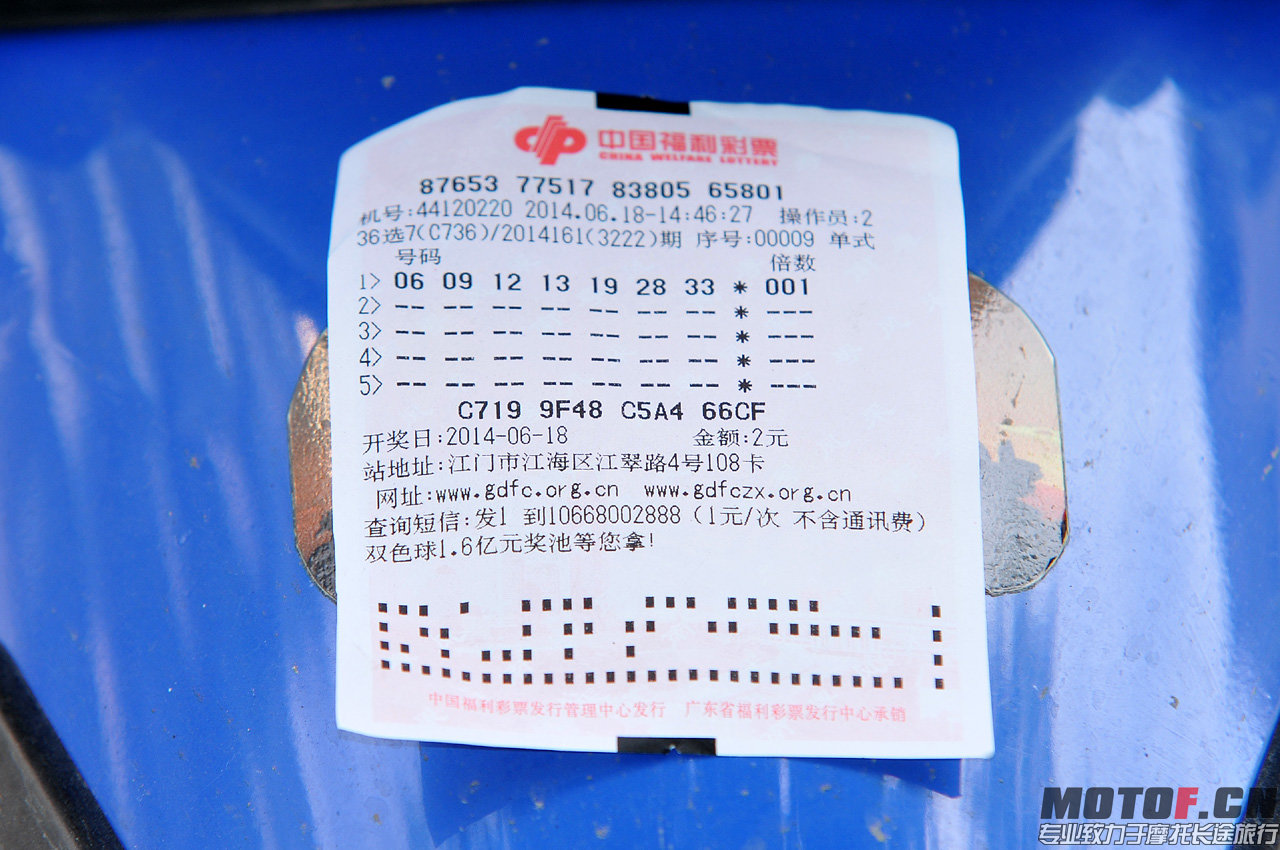 中国福利彩票
CHINA WELFARE LOTTERY
87653 77517 83805 65801
机号:44120220 2014.06.18-14:46:27 操作员:2
36选7(C736)/2014161(3222)期 序号:00009 单式
号码 倍数
1> 06 09 12 13 19 28 33 * 001
2> -- -- -- -- -- -- -- * ---
3> -- -- -- -- -- -- -- * ---
4> -- -- -- -- -- -- -- * ---
5> -- -- -- -- -- -- -- * ---
C719 9F48 C5A4 66CF
开奖日:2014-06-18 金额:2元
站地址:江门市江海区江翠路4号108卡
网址:www.gdfc.org.cn www.gdfczx.org.cn
查询短信:发1 到10668002888(1元/次 不含通讯费)
双色球1.6亿元奖池等您拿!
中国福利彩票发行管理中心发行 广东省福利彩票发行中心承销
MOTOF.CN
专业致力于摩托长途旅行